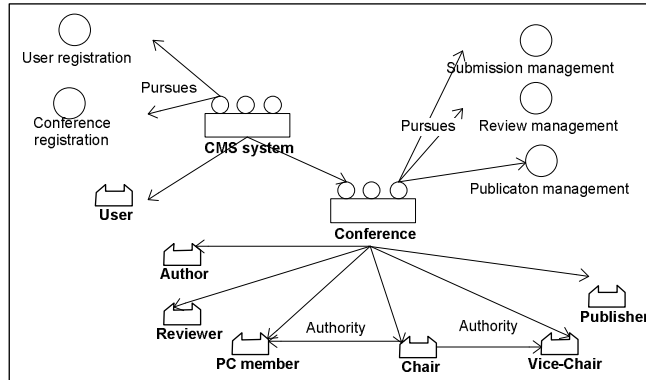 User registration
Submission management
Pursues
Conference
registration
Pursues
Review management
CMS system
Publicaton management
User
Conference
Author
Publisher
Reviewer
Authority
Authority
PC member
Chair
Vice-Chair